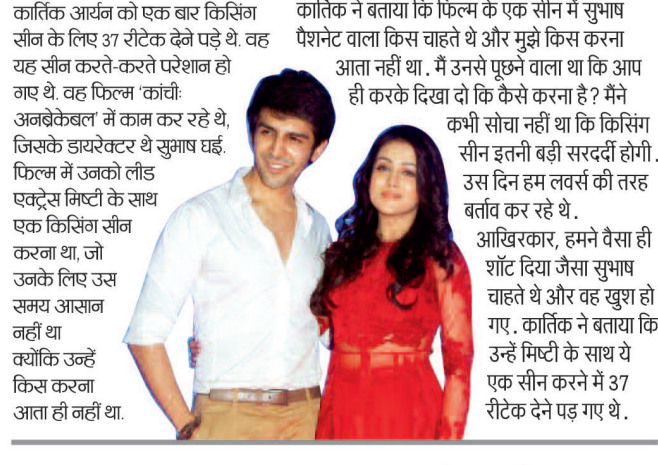 कार्तिक आर्यन को एक बार किसिंग
सीन के लिए 37 रीटेक देने पड़े थे. वह
यह सीन करते-करते परेशान हो
गए थे. वह फिल्म ‘कांचीः
अनब्रेकेबल’ में काम कर रहे थे,
जिसके डायरेक्टर थे सुभाष घई.
फिल्म में उनको लीड
एक्ट्रेस मिष्टी के साथ
एक किसिंग सीन
करना था, जो
उनके लिए उस
समय आसान
नहीं था
क्योंकि उन्हें
किस करना
आता ही नहीं था.
कार्तिक ने बताया कि फिल्म के एक सीन में सुभाष
पैशनेट वाला किस चाहते थे और मुझे किस करना
आता नहीं था. मैं उनसे पूछने वाला था कि आप
ही करके दिखा दो कि कैसे करना है? मैंने
कभी सोचा नहीं था कि किसिंग
सीन इतनी बड़ी सरदर्दी होगी.
उस दिन हम लवर्स की तरह
बर्ताव कर रहे थे.
आखिरकार, हमने वैसा ही
शॉट दिया जैसा सुभाष
चाहते थे और वह खुश हो
गए. कार्तिक ने बताया कि
उन्हें मिष्टी के साथ ये
एक सीन करने में 37
रीटेक देने पड़ गए थे.